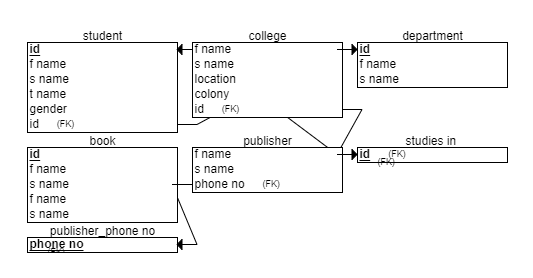 student
id
f name
s name
t name
gender
id (FK)
college
f name
s name
location
colony
id (FK)
department
id
f name
s name
book
id
f name
s name
f name
s name
publisher
f name
s name
phone no (FK)
studies in
id (FK)
(FK)
publisher_phone no
phone no